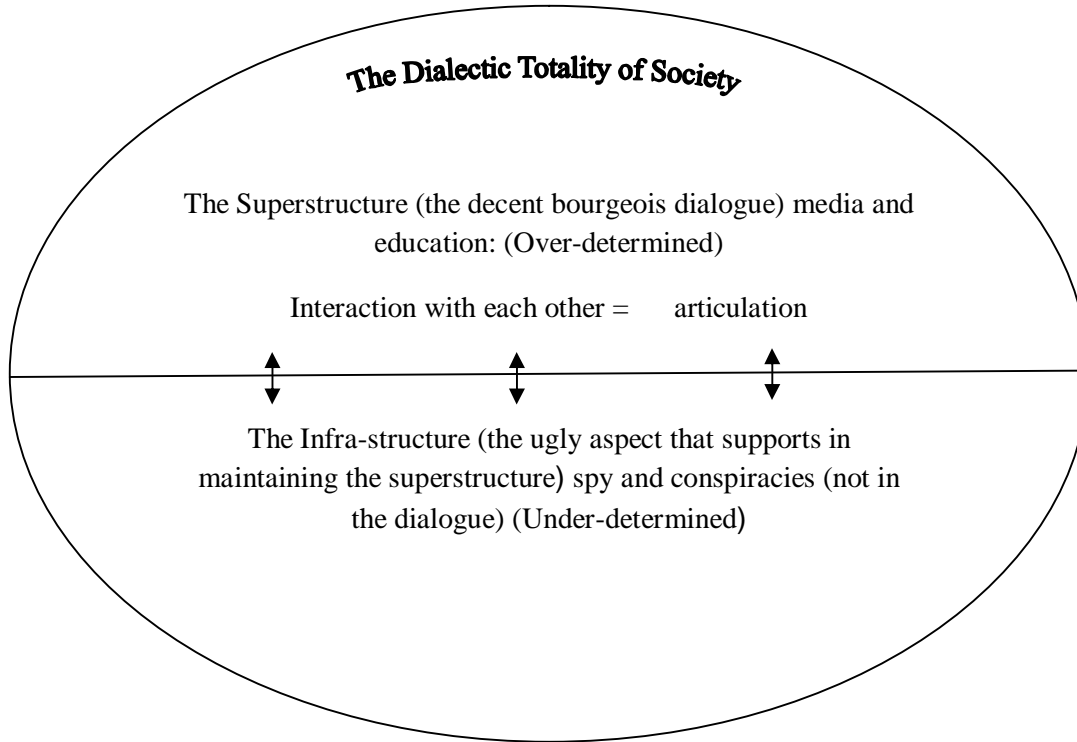 The Dialectic Totality of Society
The Superstructure (the decent bourgeois dialogue) media and
education: (Over-determined)
Interaction with each other = articulation
The Infra-structure (the ugly aspect that supports in
maintaining the superstructure) spy and conspiracies (not in
the dialogue) (Under-determined)